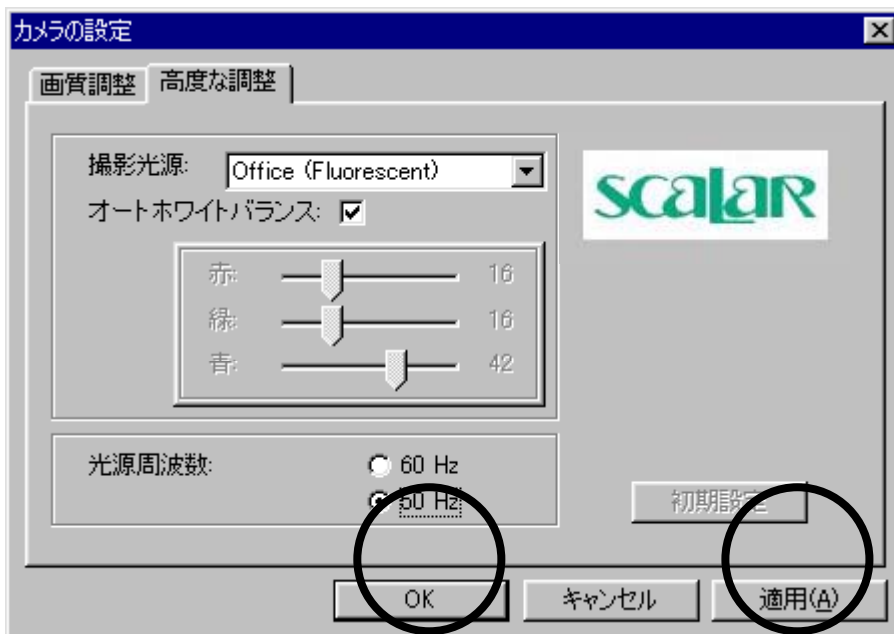 カメラの設定
画質調整 高度な調整
撮影光源: Office (Fluorescent)
オートホワイトバランス:
赤: 16
緑: 16
青: 42
scalar
光源周波数: 60 Hz
50 Hz
初期設定
OK キャンセル 適用(A)